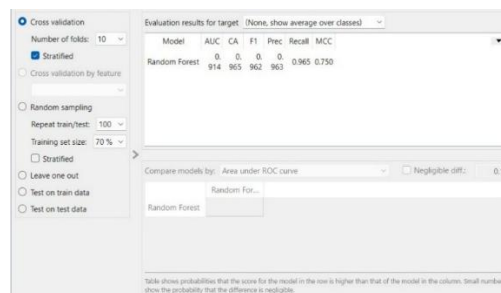 Cross validation
Number of folds: 10
Stratified
Cross validation by feature
Random sampling
Repeat train/test: 100
Training set size: 70 %
Stratified
Leave one out
Test on train data
Test on test data
>
Evaluation results for target (None, show average over classes)
Model AUC CA F1 Prec Recall MCC
Random Forest 0.914 0.965 0.962 0.963 0.965 0.750
Compare models by: Area under ROC curve Negligible diff.: 0.
Random For...
Random Forest
Table shows probabilities that the score for the model in the row is higher than that of the model in the column. Small number
show the probability that the difference is negligible.